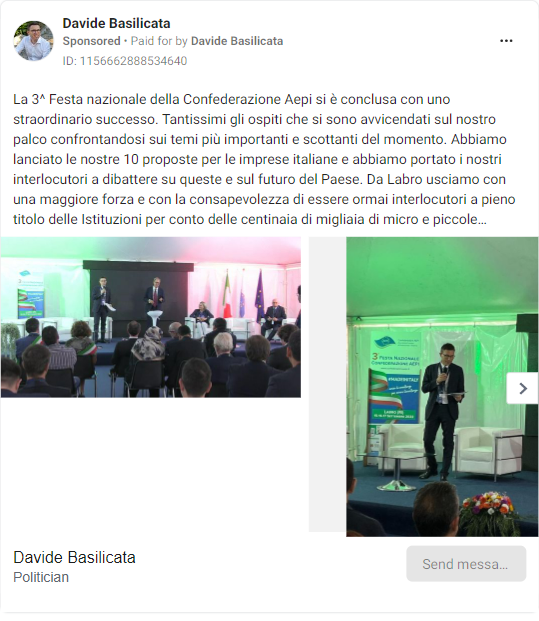 Davide Basilicata
Sponsored • Paid for by Davide Basilicata
ID: 1156662888534640
La 3^ Festa nazionale della Confederazione Aepi si è conclusa con uno
straordinario successo. Tantissimi gli ospiti che si sono avvicendati sul nostro
palco confrontandosi sui temi più importanti e scottanti del momento. Abbiamo
lanciato le nostre 10 proposte per le imprese italiane e abbiamo portato i nostri
interlocutori a dibattere su queste e sul futuro del Paese. Da Labro usciamo con
una maggiore forza e con la consapevolezza di essere ormai interlocutori a pieno
titolo delle Istituzioni per conto delle centinaia di migliaia di micro e piccole...
3 Festa Nazionale
Confederazione AEPI
Davide Basilicata
Politician
Send messa...